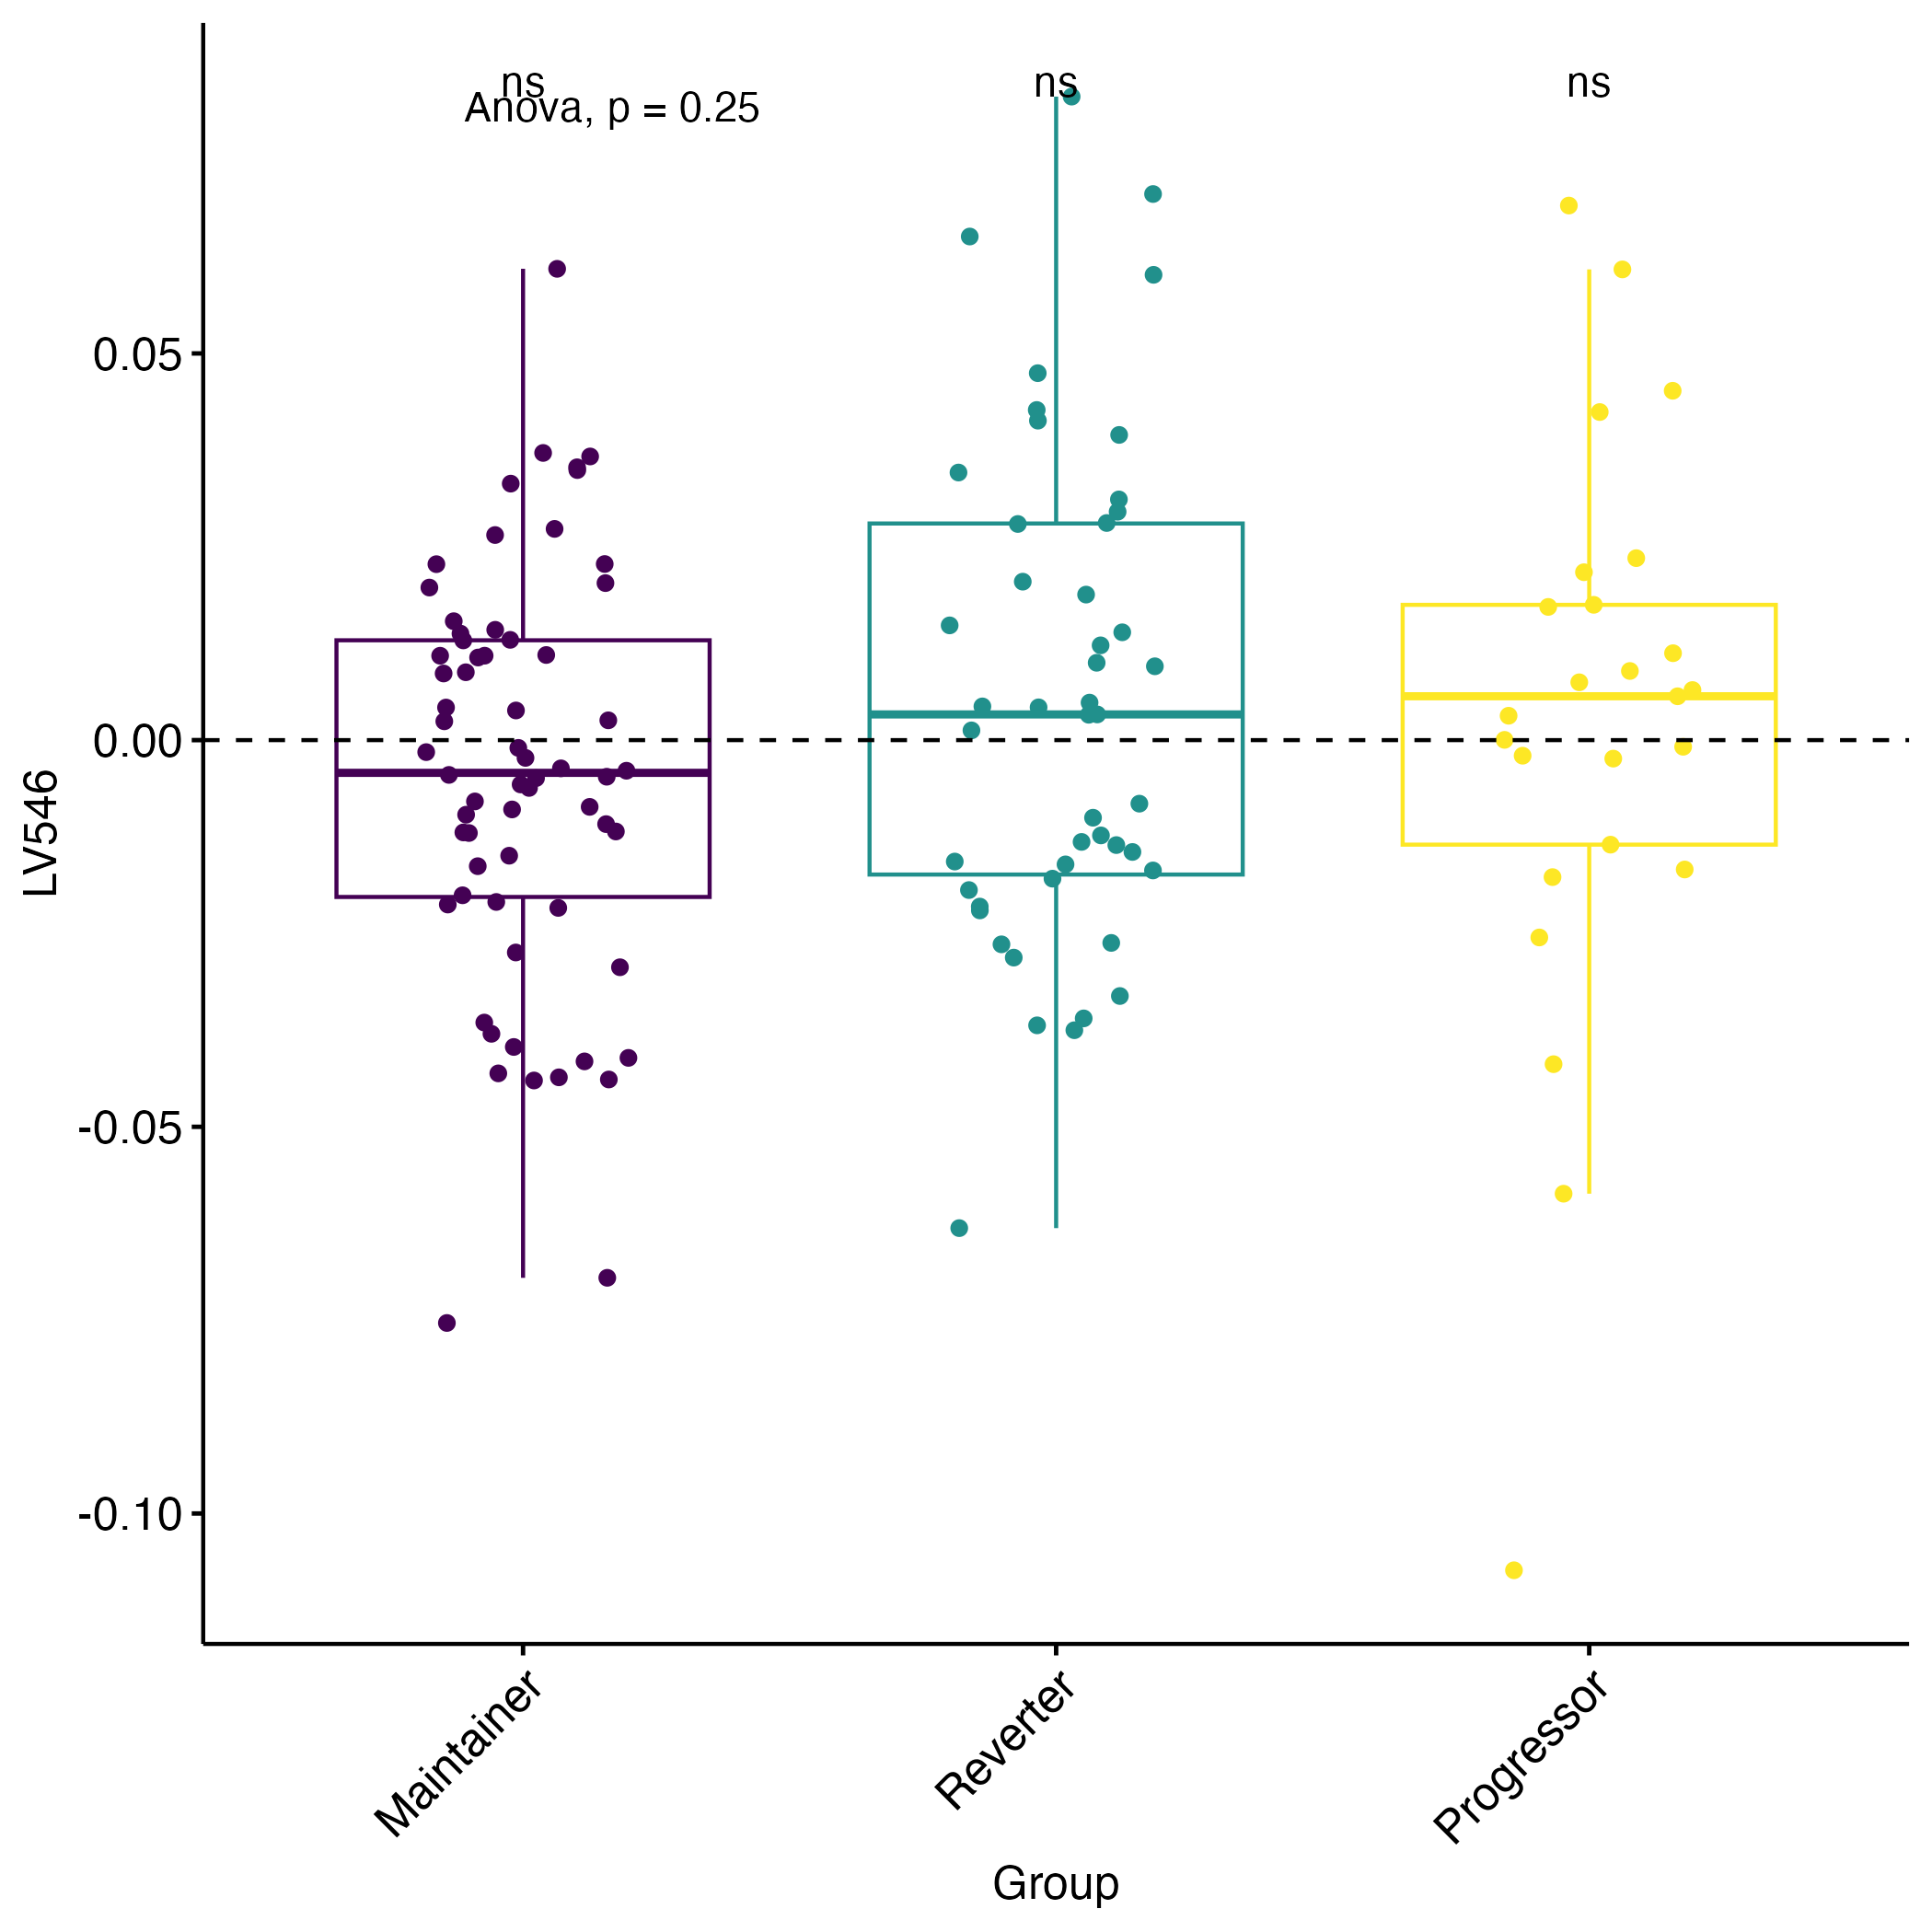 ns
ns
ns
Anova, p = 0.25
0.05
0.00
-0.05
-0.10
LV546
Maintainer
Reverter
Progressor
Group